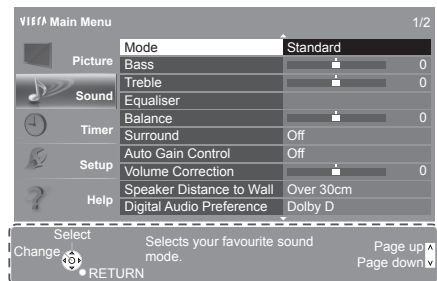 VIErA Main Menu 1/2
Picture
Sound
Timer
Setup
Help
Mode Standard
Bass 0
Treble 0
Equaliser
Balance 0
Surround Off
Auto Gain Control Off
Volume Correction 0
Speaker Distance to Wall Over 30cm
Digital Audio Preference Dolby D
Select
Change
RETURN
Selects your favourite sound
mode.
Page up
Page down